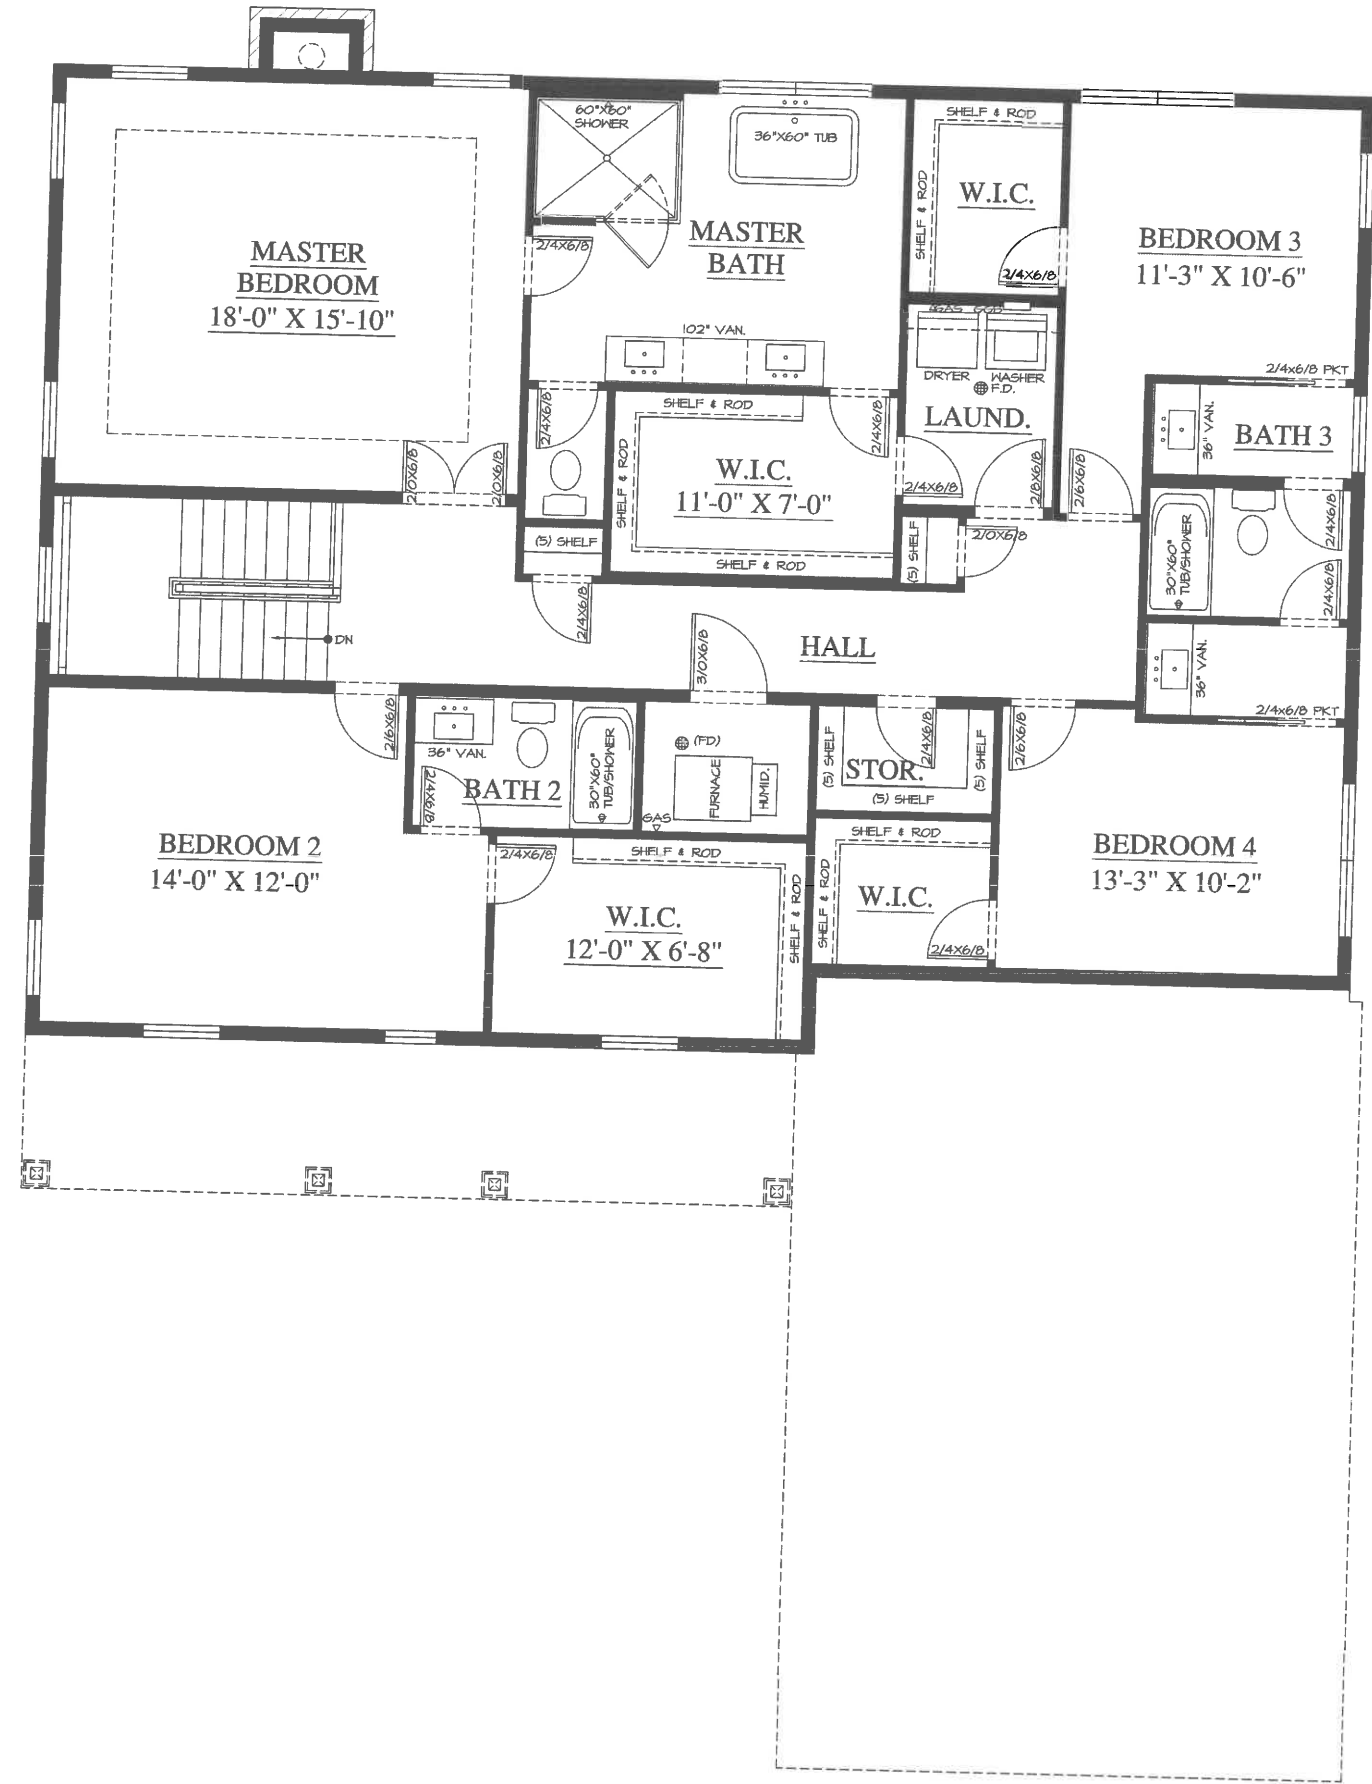 60"X60"
SHOWER
36"X60" TUB
SHELF & ROD
SHELF & ROD
W.I.C.
2/4X6/8
MASTER
BEDROOM
18'-0" X 15'-10"
2/4X6/8
MASTER
BATH
BEDROOM 3
11'-3" X 10'-6"
102" VAN.
DRYER
WASHER
F.D.
LAUND.
2/4x6/8 PKT
36" VAN.
BATH 3
2/4X6/8
SHELF & ROD
SHELF & ROD
W.I.C.
11'-0" X 7'-0"
SHELF & ROD
2/4X6/8
2/4X6/8
2/8X6/8
2/6X6/8
2/0X6/8
2/0X6/8
(5) SHELF
(5) SHELF
2/0X6/8
30"X60"
TUB/SHOWER
2/4X6/8
2/4X6/8
2/4X6/8
DN
3/0X6/8
HALL
36" VAN.
2/4x6/8 PKT
2/6X6/8
36" VAN.
2/4X6/8
BATH 2
30"X60"
TUB/SHOWER
(FD)
FURNACE
HUMID.
GAS
(5) SHELF
STOR.
2/4X6/8
(5) SHELF
(5) SHELF
2/6X6/8
BEDROOM 2
14'-0" X 12'-0"
2/4X6/8
SHELF & ROD
SHELF & ROD
W.I.C.
12'-0" X 6'-8"
SHELF & ROD
SHELF & ROD
W.I.C.
2/4X6/8
BEDROOM 4
13'-3" X 10'-2"